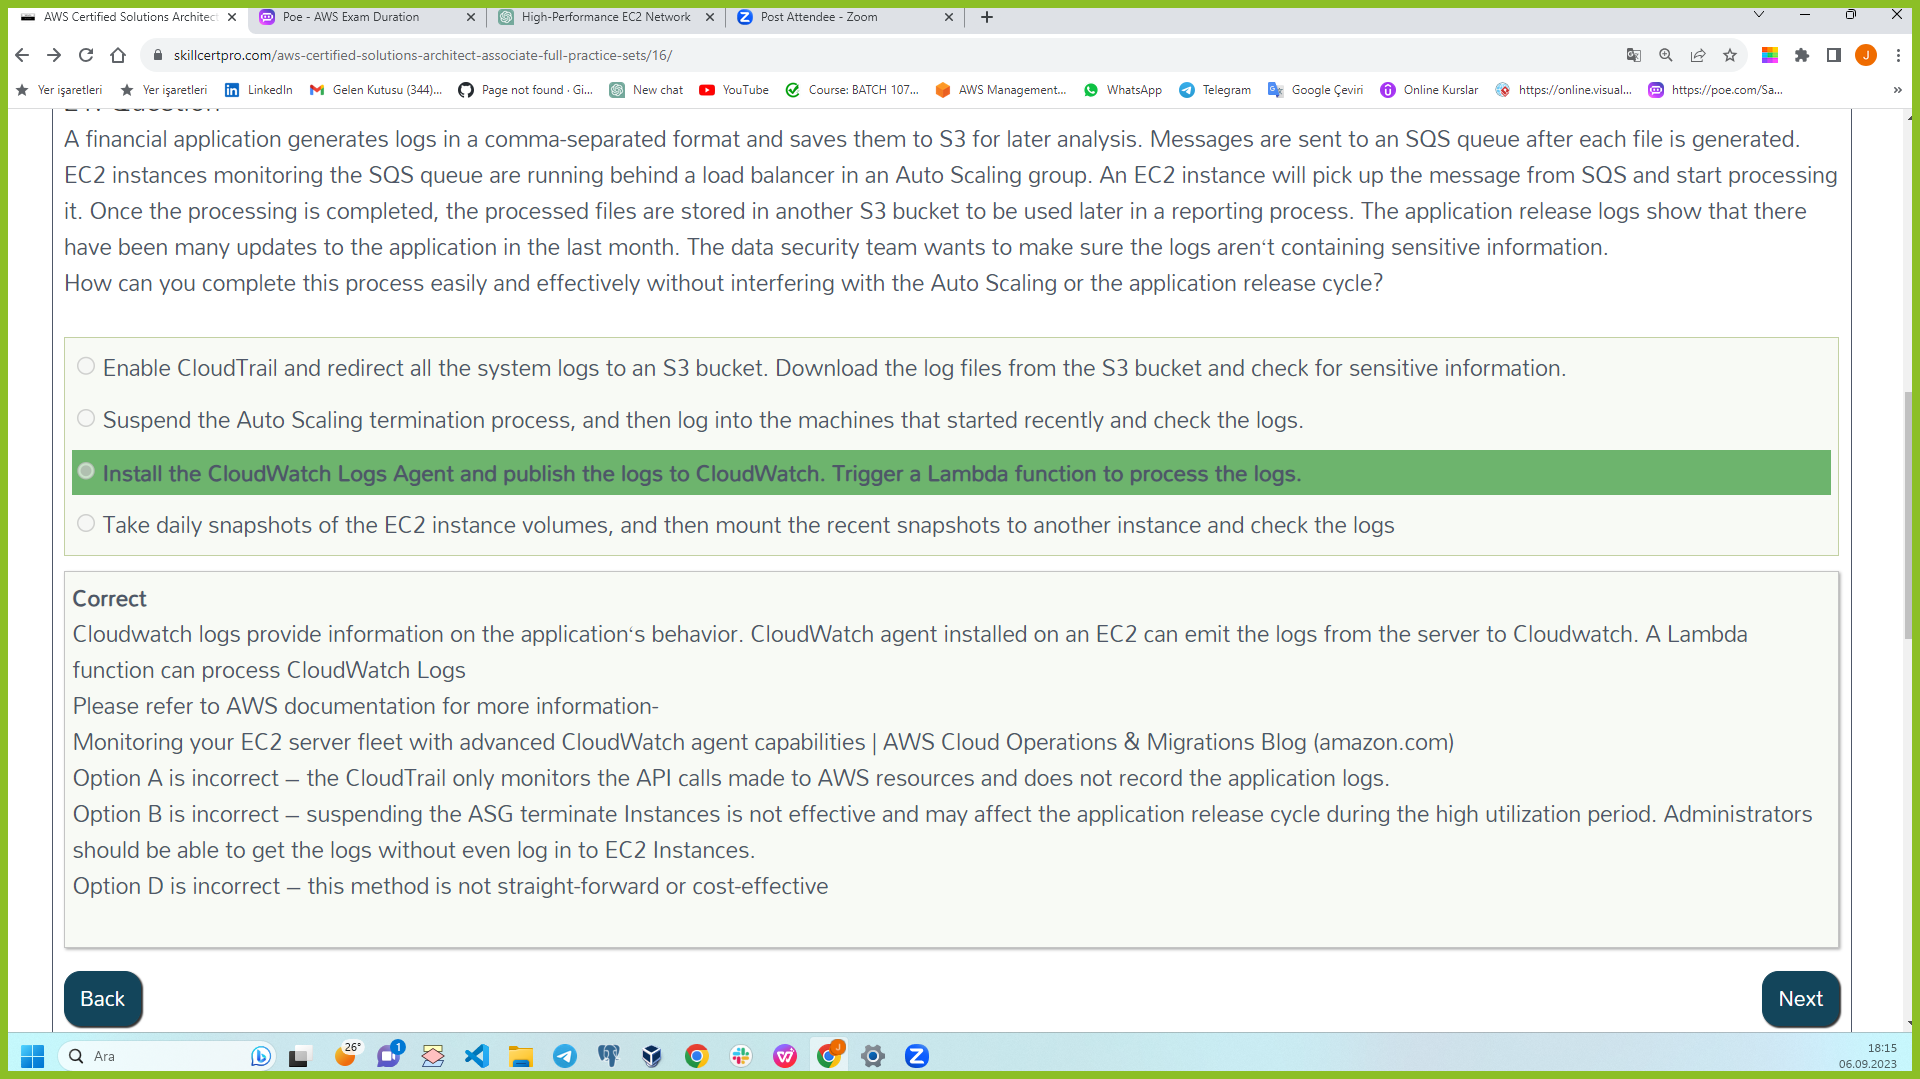 AWS Certified Solutions Architect
Poe - AWS Exam Duration
High-Performance EC2 Network
Post Attendee - Zoom
skillcertpro.com/aws-certified-solutions-architect-associate-full-practice-sets/16/
J
Yer işaretleri
Yer işaretleri
LinkedIn
Gelen Kutusu (344)...
Page not found · Gi...
New chat
YouTube
Course: BATCH 107...
AWS Management...
WhatsApp
Telegram
Google Çeviri
Online Kurslar
https://online.visual...
https://poe.com/Sa...
A financial application generates logs in a comma-separated format and saves them to S3 for later analysis. Messages are sent to an SQS queue after each file is generated.
EC2 instances monitoring the SQS queue are running behind a load balancer in an Auto Scaling group. An EC2 instance will pick up the message from SQS and start processing
it. Once the processing is completed, the processed files are stored in another S3 bucket to be used later in a reporting process. The application release logs show that there
have been many updates to the application in the last month. The data security team wants to make sure the logs aren‘t containing sensitive information.
How can you complete this process easily and effectively without interfering with the Auto Scaling or the application release cycle?
Enable CloudTrail and redirect all the system logs to an S3 bucket. Download the log files from the S3 bucket and check for sensitive information.
Suspend the Auto Scaling termination process, and then log into the machines that started recently and check the logs.
Install the CloudWatch Logs Agent and publish the logs to CloudWatch. Trigger a Lambda function to process the logs.
Take daily snapshots of the EC2 instance volumes, and then mount the recent snapshots to another instance and check the logs
Correct
Cloudwatch logs provide information on the application‘s behavior. CloudWatch agent installed on an EC2 can emit the logs from the server to Cloudwatch. A Lambda
function can process CloudWatch Logs
Please refer to AWS documentation for more information-
Monitoring your EC2 server fleet with advanced CloudWatch agent capabilities | AWS Cloud Operations & Migrations Blog (amazon.com)
Option A is incorrect – the CloudTrail only monitors the API calls made to AWS resources and does not record the application logs.
Option B is incorrect – suspending the ASG terminate Instances is not effective and may affect the application release cycle during the high utilization period. Administrators
should be able to get the logs without even log in to EC2 Instances.
Option D is incorrect – this method is not straight-forward or cost-effective
Back
Next
Ara
26°
1
18:15
06.09.2023